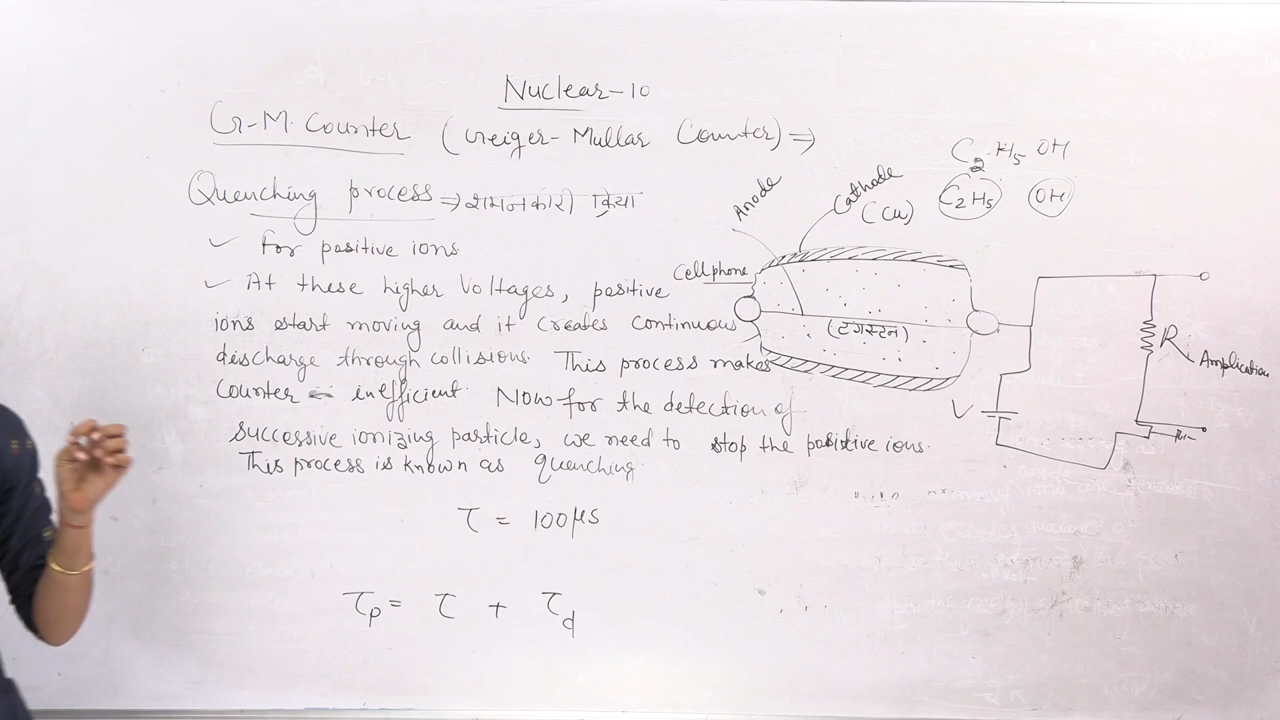 Nuclear-10
G-M. Counter (Geiger-Mullar Counter) ⇒
Quenching process ⇒ शमनकारी क्रिया
✓ For positive ions
✓ At these higher voltages, positive
ions start moving and it creates continuous
discharge through collisions. This process makes
Counter inefficient. Now for the detection of
successive ionizing particle, we need to stop the positive ions.
This process is known as quenching.
τ = 100μs
τp = τ + τd
C2H5OH
C2H5 OH
Anode
Cathode
(Cu)
Cellphone
(टंगस्टन)
R
Amplication
V